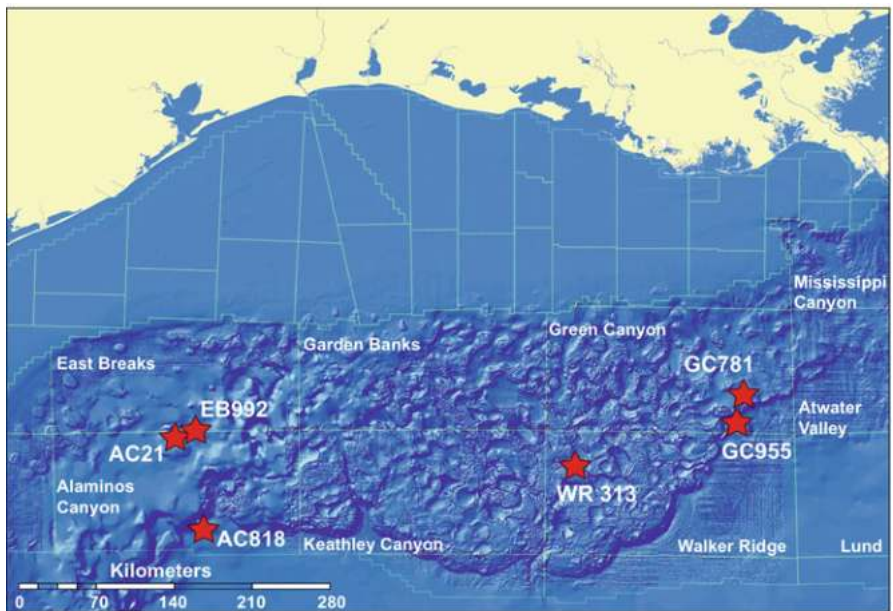 Mississippi
Canyon
Green Canyon
Garden Banks
East Breaks
GC781
EB992
Atwater
Valley
AC21
GC955
Alaminos
Canyon
WR 313
AC818
Keathley Canyon
Walker Ridge
Lund
Kilometers
0 70 140 210 280